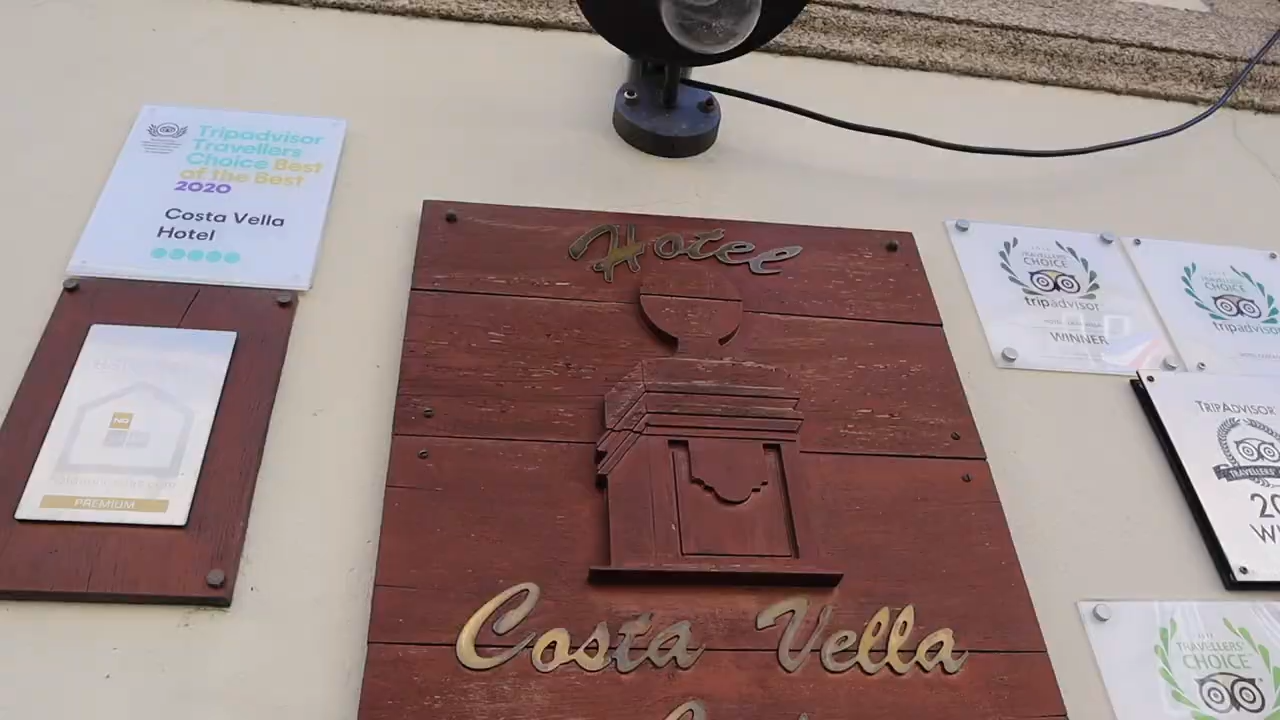 Tripadvisor
Travellers
Choice Best
of the Best
2020
Costa Vella
Hotel
PREMIUM
Hotel
Costa Vella
TRAVELLERS'
CHOICE
tripadvisor
WINNER
TRAVELLERS'
CHOICE
tripadvisor
TRIPADVISOR
TRAVELLERS'
20
W
TRAVELLERS'
CHOICE